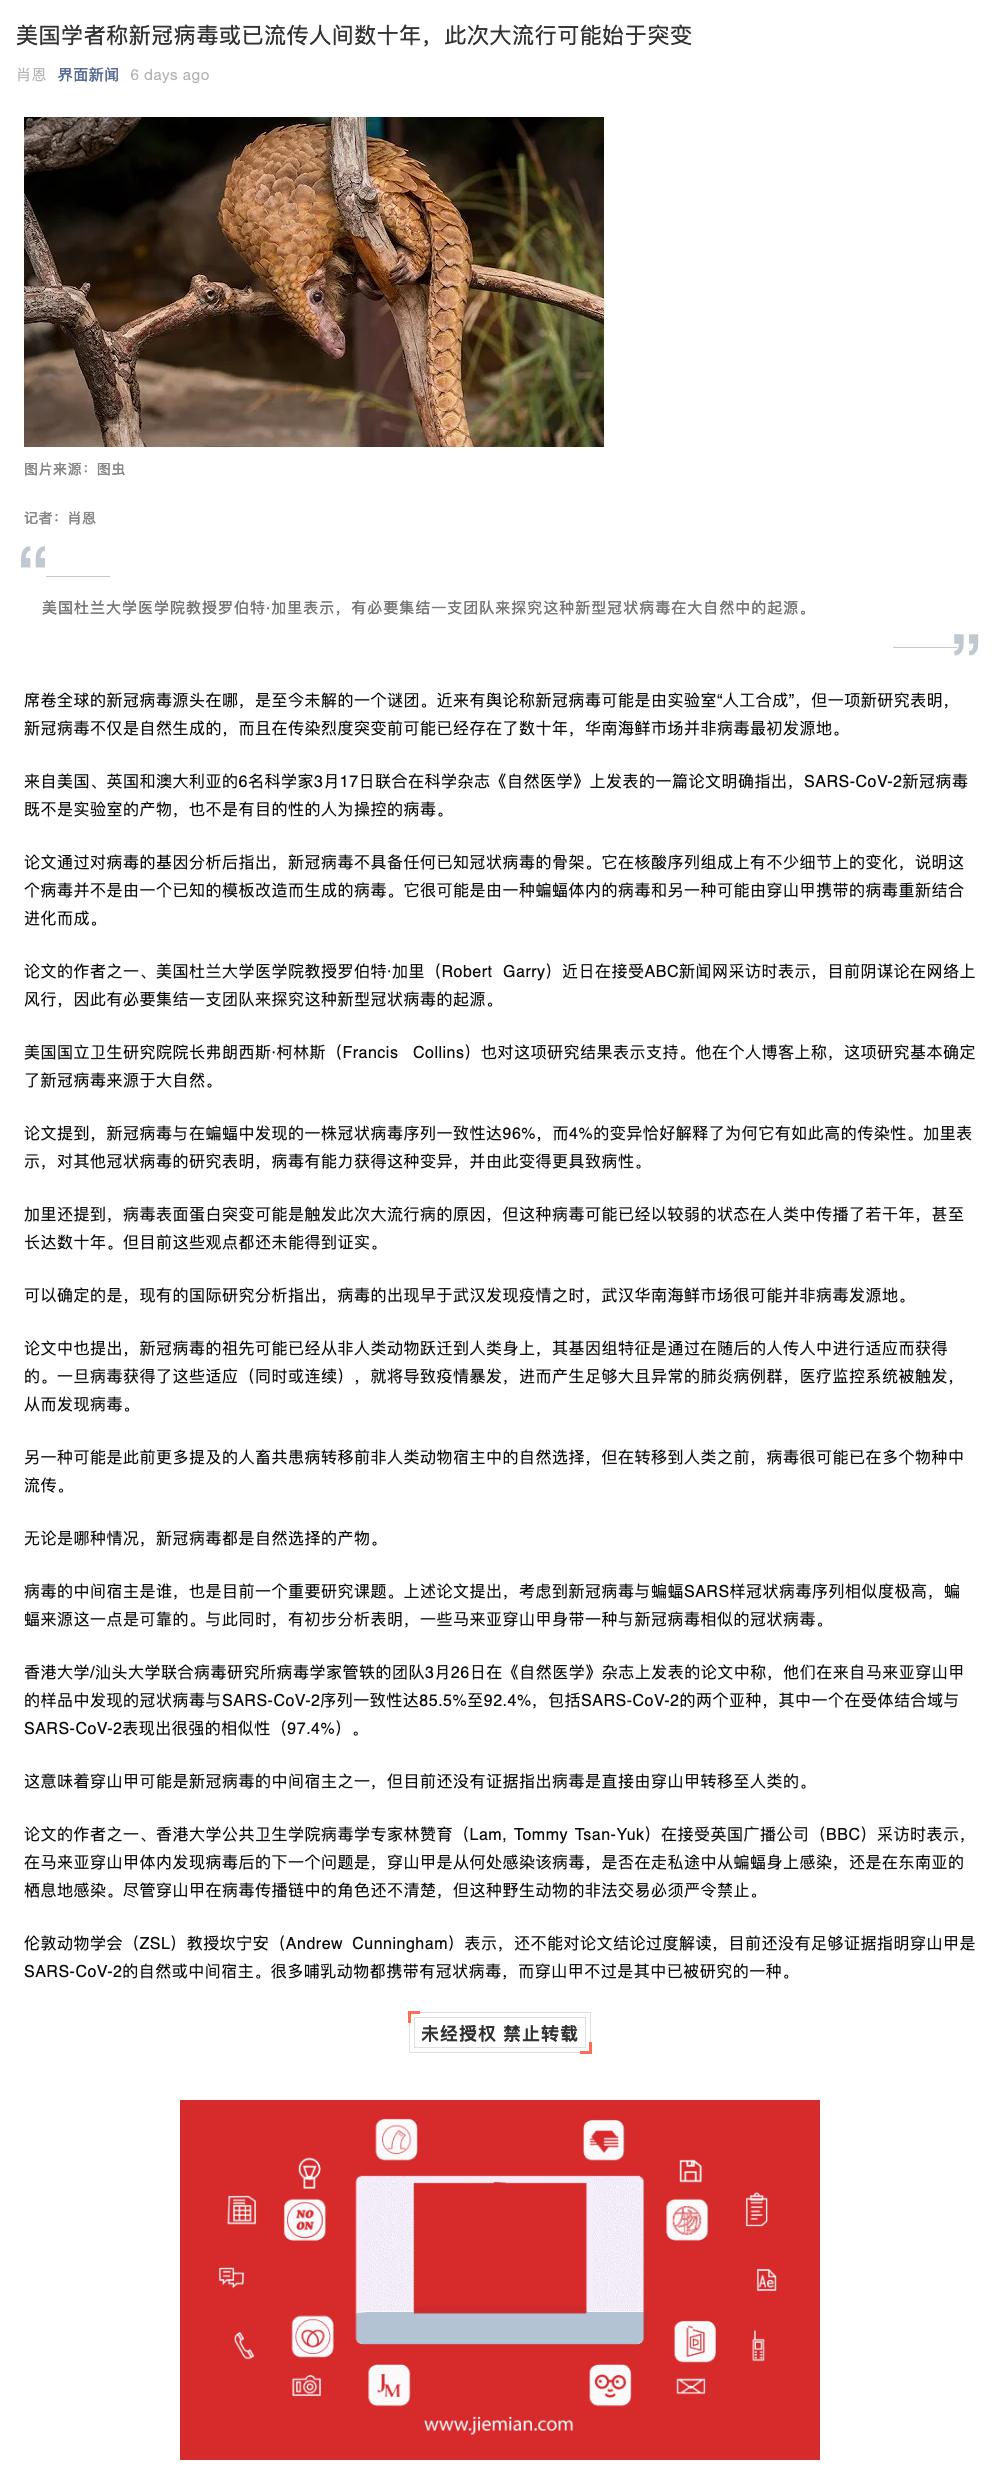 美国学者称新冠病毒或已流传人间数十年，此次大流行可能始于突变
肖恩 界面新闻 6 days ago
图片来源：图虫
记者：肖恩
“
美国杜兰大学医学院教授罗伯特·加里表示，有必要集结一支团队来探究这种新型冠状病毒在大自然中的起源。
”
席卷全球的新冠病毒源头在哪，是至今未解的一个谜团。近来有舆论称新冠病毒可能是由实验室“人工合成”，但一项新研究表明，
新冠病毒不仅是自然生成的，而且在传染烈度突变前可能已经存在了数十年，华南海鲜市场并非病毒最初发源地。
来自美国、英国和澳大利亚的6名科学家3月17日联合在科学杂志《自然医学》上发表的一篇论文明确指出，SARS-CoV-2新冠病毒
既不是实验室的产物，也不是有目的性的人为操控的病毒。
论文通过对病毒的基因分析后指出，新冠病毒不具备任何已知冠状病毒的骨架。它在核酸序列组成上有不少细节上的变化，说明这
个病毒并不是由一个已知的模板改造而生成的病毒。它很可能是由一种蝙蝠体内的病毒和另一种可能由穿山甲携带的病毒重新结合
进化而成。
论文的作者之一、美国杜兰大学医学院教授罗伯特·加里（Robert Garry）近日在接受ABC新闻网采访时表示，目前阴谋论在网络上
风行，因此有必要集结一支团队来探究这种新型冠状病毒的起源。
美国国立卫生研究院院长弗朗西斯·柯林斯（Francis Collins）也对这项研究结果表示支持。他在个人博客上称，这项研究基本确定
了新冠病毒来源于大自然。
论文提到，新冠病毒与在蝙蝠中发现的一株冠状病毒序列一致性达96%，而4%的变异恰好解释了为何它有如此高的传染性。加里表
示，对其他冠状病毒的研究表明，病毒有能力获得这种变异，并由此变得更具致病性。
加里还提到，病毒表面蛋白突变可能是触发此次大流行病的原因，但这种病毒可能已经以较弱的状态在人类中传播了若干年，甚至
长达数十年。但目前这些观点都还未能得到证实。
可以确定的是，现有的国际研究分析指出，病毒的出现早于武汉发现疫情之时，武汉华南海鲜市场很可能并非病毒发源地。
论文中也提出，新冠病毒的祖先可能已经从非人类动物跃迁到人类身上，其基因组特征是通过在随后的人传人中进行适应而获得
的。一旦病毒获得了这些适应（同时或连续），就将导致疫情暴发，进而产生足够大且异常的肺炎病例群，医疗监控系统被触发，
从而发现病毒。
另一种可能是此前更多提及的人畜共患病转移前非人类动物宿主中的自然选择，但在转移到人类之前，病毒很可能已在多个物种中
流传。
无论是哪种情况，新冠病毒都是自然选择的产物。
病毒的中间宿主是谁，也是目前一个重要研究课题。上述论文提出，考虑到新冠病毒与蝙蝠SARS样冠状病毒序列相似度极高，蝙
蝠来源这一点是可靠的。与此同时，有初步分析表明，一些马来亚穿山甲身带一种与新冠病毒相似的冠状病毒。
香港大学/汕头大学联合病毒研究所病毒学家管轶的团队3月26日在《自然医学》杂志上发表的论文中称，他们在来自马来亚穿山甲
的样品中发现的冠状病毒与SARS-CoV-2序列一致性达85.5%至92.4%，包括SARS-CoV-2的两个亚种，其中一个在受体结合域与
SARS-CoV-2表现出很强的相似性（97.4%）。
这意味着穿山甲可能是新冠病毒的中间宿主之一，但目前还没有证据指出病毒是直接由穿山甲转移至人类的。
论文的作者之一、香港大学公共卫生学院病毒学专家林赞育（Lam, Tommy Tsan-Yuk）在接受英国广播公司（BBC）采访时表示，
在马来亚穿山甲体内发现病毒后的下一个问题是，穿山甲是从何处感染该病毒，是否在走私途中从蝙蝠身上感染，还是在东南亚的
栖息地感染。尽管穿山甲在病毒传播链中的角色还不清楚，但这种野生动物的非法交易必须严令禁止。
伦敦动物学会（ZSL）教授坎宁安（Andrew Cunningham）表示，还不能对论文结论过度解读，目前还没有足够证据指明穿山甲是
SARS-CoV-2的自然或中间宿主。很多哺乳动物都携带有冠状病毒，而穿山甲不过是其中已被研究的一种。
未经授权 禁止转载
NO
ON
Ae
JM
www.jiemian.com